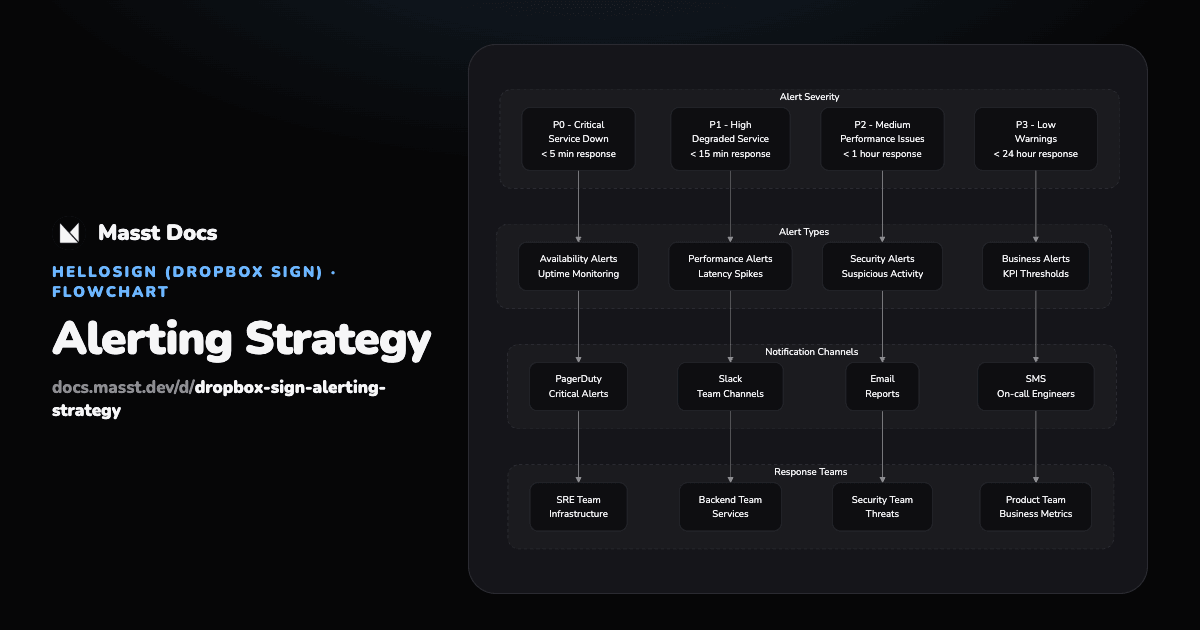 Masst Docs
HELLOSIGN (DROPBOX SIGN) ·
FLOWCHART
Alerting Strategy
docs.masst.dev/d/dropbox-sign-alerting-
strategy
Alert Severity
P0 - Critical
Service Down
< 5 min response
P1 - High
Degraded Service
< 15 min response
P2 - Medium
Performance Issues
< 1 hour response
P3 - Low
Warnings
< 24 hour response
Alert Types
Availability Alerts
Uptime Monitoring
Performance Alerts
Latency Spikes
Security Alerts
Suspicious Activity
Business Alerts
KPI Thresholds
Notification Channels
PagerDuty
Critical Alerts
Slack
Team Channels
Email
Reports
SMS
On-call Engineers
Response Teams
SRE Team
Infrastructure
Backend Team
Services
Security Team
Threats
Product Team
Business Metrics